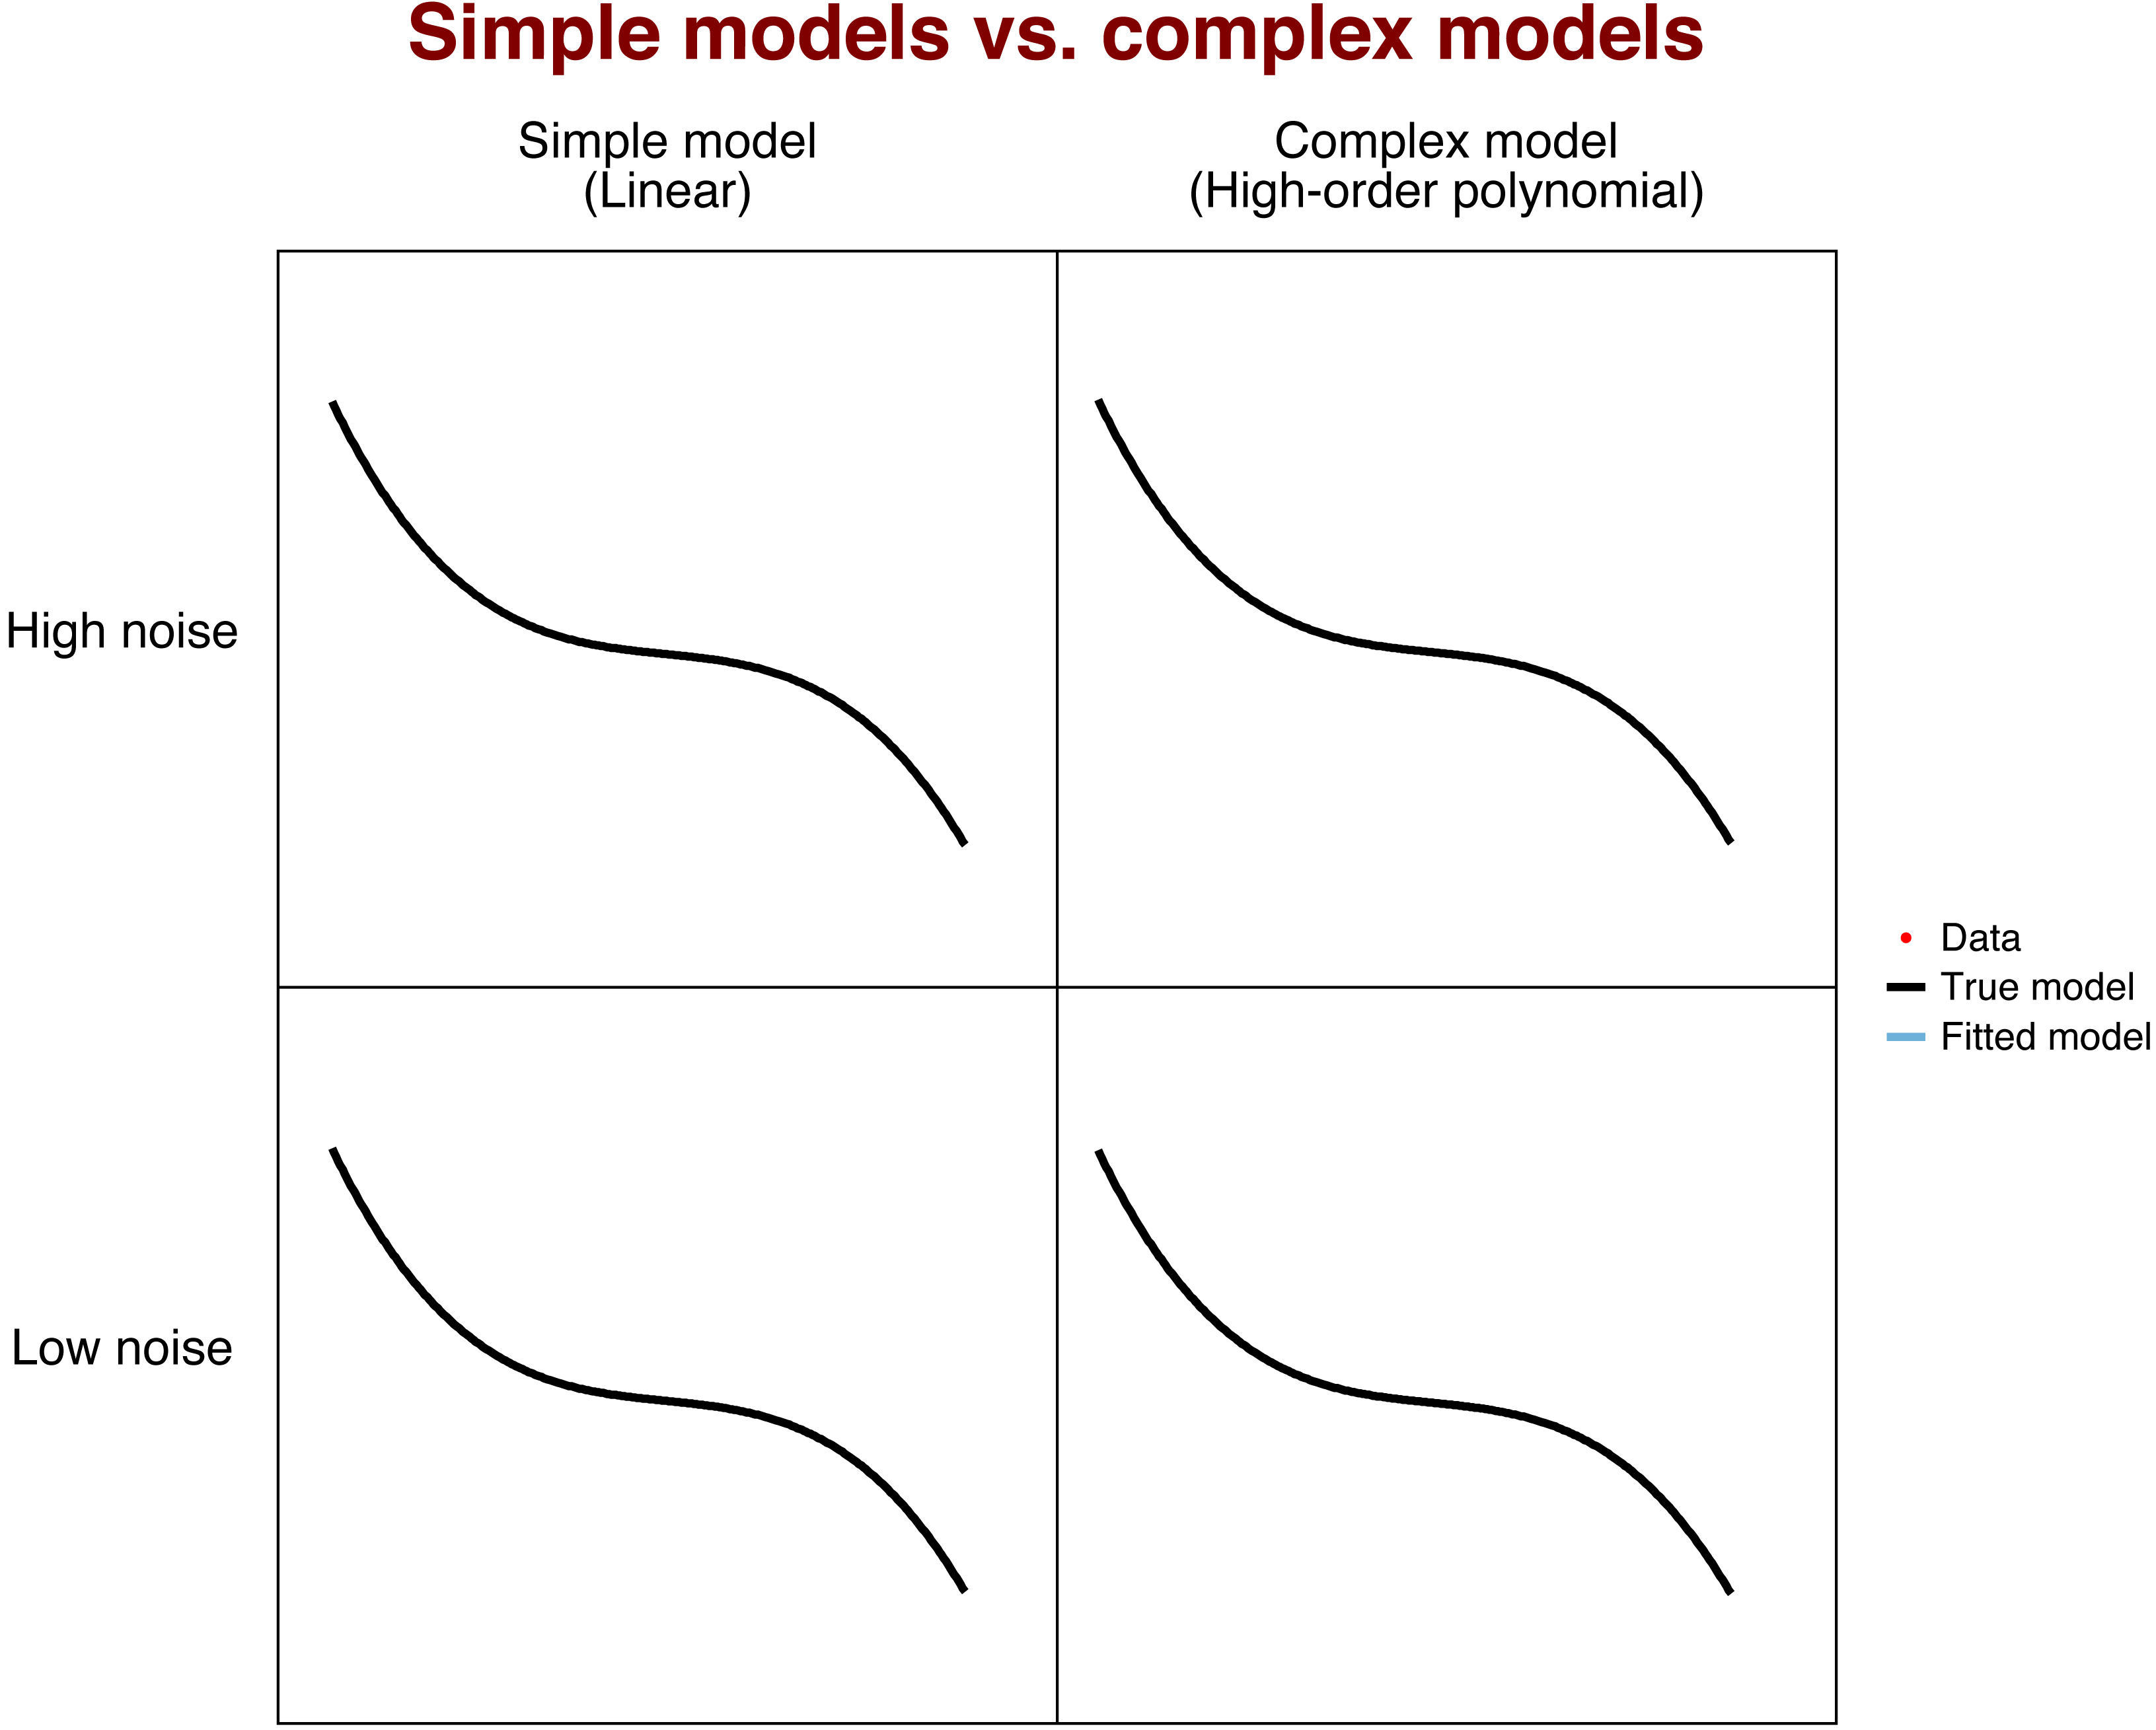 Simple models vs. complex models
Simple model
(Linear)
Complex model
(High-order polynomial)
High noise
Low noise
Data
True model
Fitted model